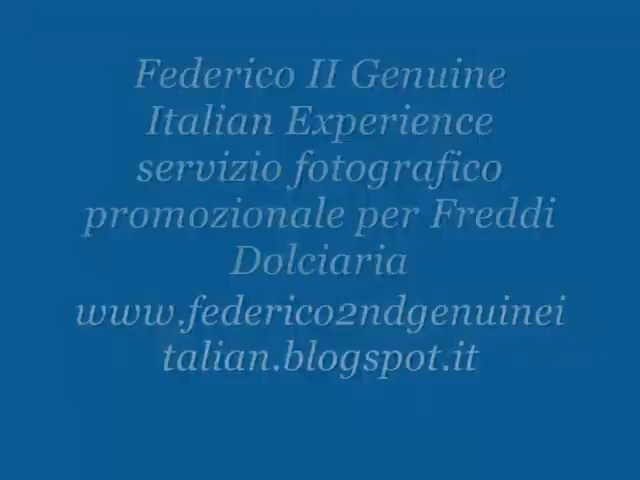 Federico II Genuine
Italian Experience
servizio fotografico
promozionale per Freddi
Dolciaria
www.federico2ndgenuinei
talian.blogspot.it